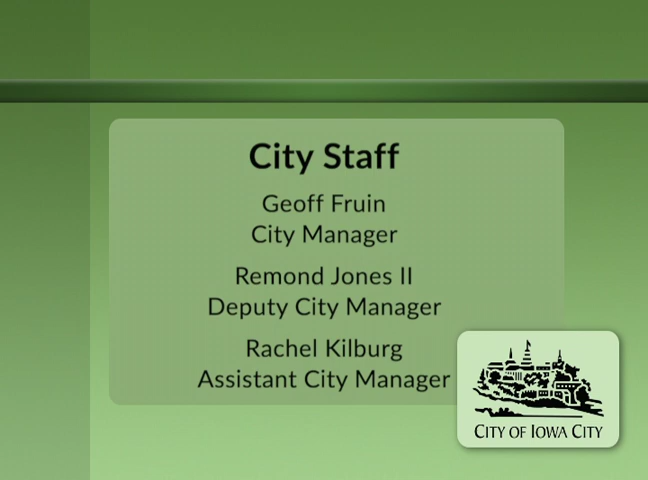 City Staff
Geoff Fruin
City Manager
Remond Jones II
Deputy City Manager
Rachel Kilburg
Assistant City Manager
CITY OF IOWA CITY